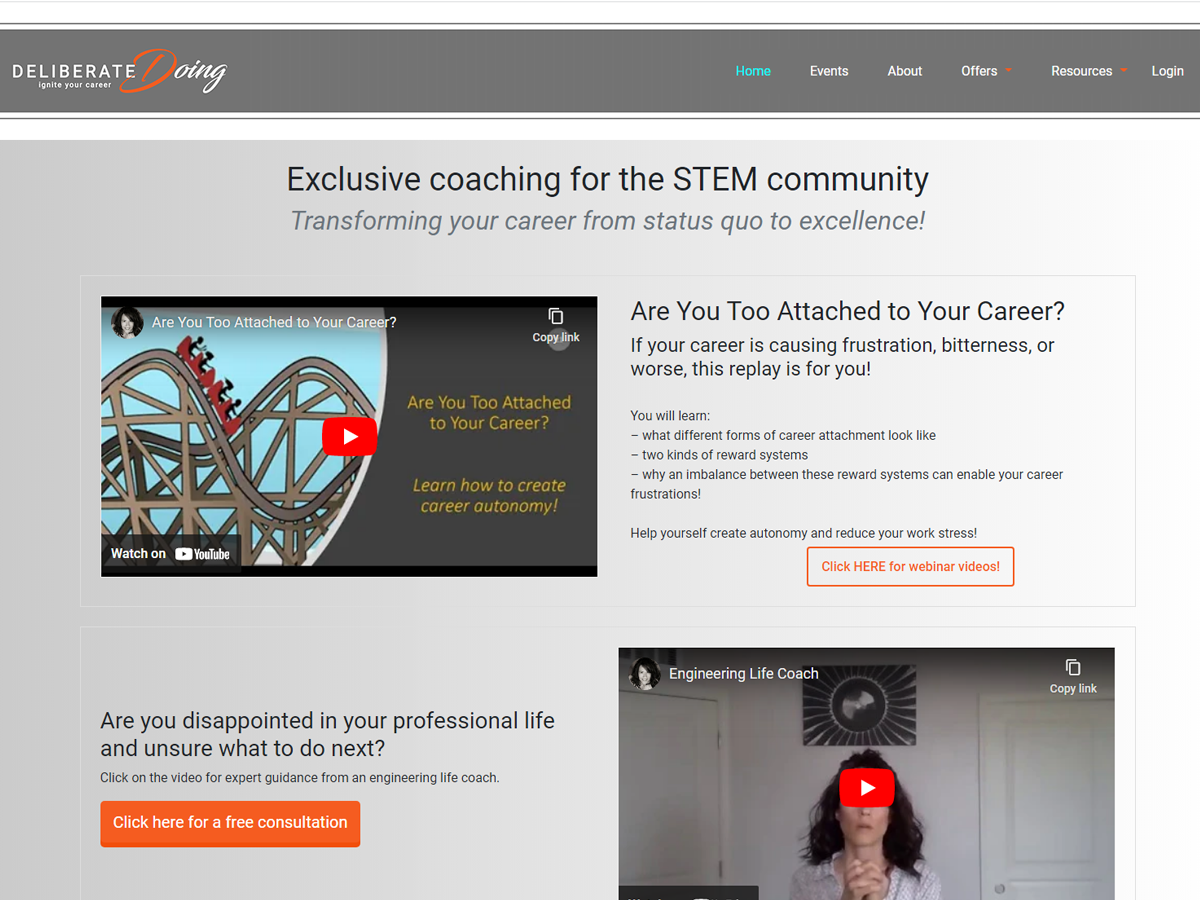 DELIBERATE Doing
ignite your career
Home
Events
About
Offers
Resources
Login
Exclusive coaching for the STEM community
Transforming your career from status quo to excellence!
Are You Too Attached to Your Career?
Copy link
Are You Too Attached
to Your Career?
Learn how to create
career autonomy!
Watch on YouTube
Are You Too Attached to Your Career?
If your career is causing frustration, bitterness, or
worse, this replay is for you!
You will learn:
– what different forms of career attachment look like
– two kinds of reward systems
– why an imbalance between these reward systems can enable your career
frustrations!
Help yourself create autonomy and reduce your work stress!
Click HERE for webinar videos!
Are you disappointed in your professional life
and unsure what to do next?
Click on the video for expert guidance from an engineering life coach.
Click here for a free consultation
Engineering Life Coach
Copy link